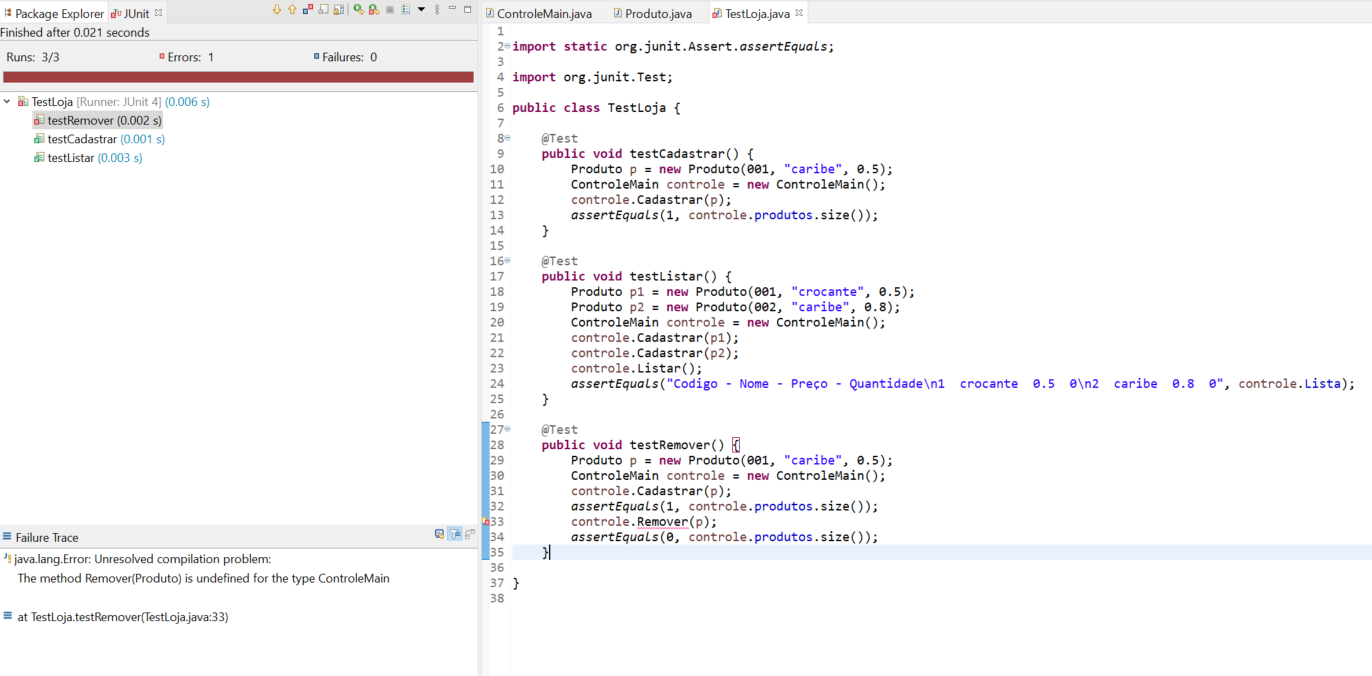 Package Explorer JUnit
Finished after 0.021 seconds
Runs: 3/3 Errors: 1 Failures: 0
TestLoja [Runner: JUnit 4] (0.006 s)
testRemover (0.002 s)
testCadastrar (0.001 s)
testListar (0.003 s)
Failure Trace
java.lang.Error: Unresolved compilation problem:
The method Remover(Produto) is undefined for the type ControleMain
at TestLoja.testRemover(TestLoja.java:33)
ControleMain.java Produto.java TestLoja.java
1
2 import static org.junit.Assert.assertEquals;
3
4 import org.junit.Test;
5
6 public class TestLoja {
7
8 @Test
9 public void testCadastrar() {
10 Produto p = new Produto(001, "caribe", 0.5);
11 ControleMain controle = new ControleMain();
12 controle.Cadastrar(p);
13 assertEquals(1, controle.produtos.size());
14 }
15
16 @Test
17 public void testListar() {
18 Produto p1 = new Produto(001, "crocante", 0.5);
19 Produto p2 = new Produto(002, "caribe", 0.8);
20 ControleMain controle = new ControleMain();
21 controle.Cadastrar(p1);
22 controle.Cadastrar(p2);
23 controle.Listar();
24 assertEquals("Codigo - Nome - Preço - Quantidade\n1  crocante  0.5  0\n2  caribe  0.8  0", controle.Lista);
25 }
26
27 @Test
28 public void testRemover() {
29 Produto p = new Produto(001, "caribe", 0.5);
30 ControleMain controle = new ControleMain();
31 controle.Cadastrar(p);
32 assertEquals(1, controle.produtos.size());
33 controle.Remover(p);
34 assertEquals(0, controle.produtos.size());
35 }
36
37 }
38